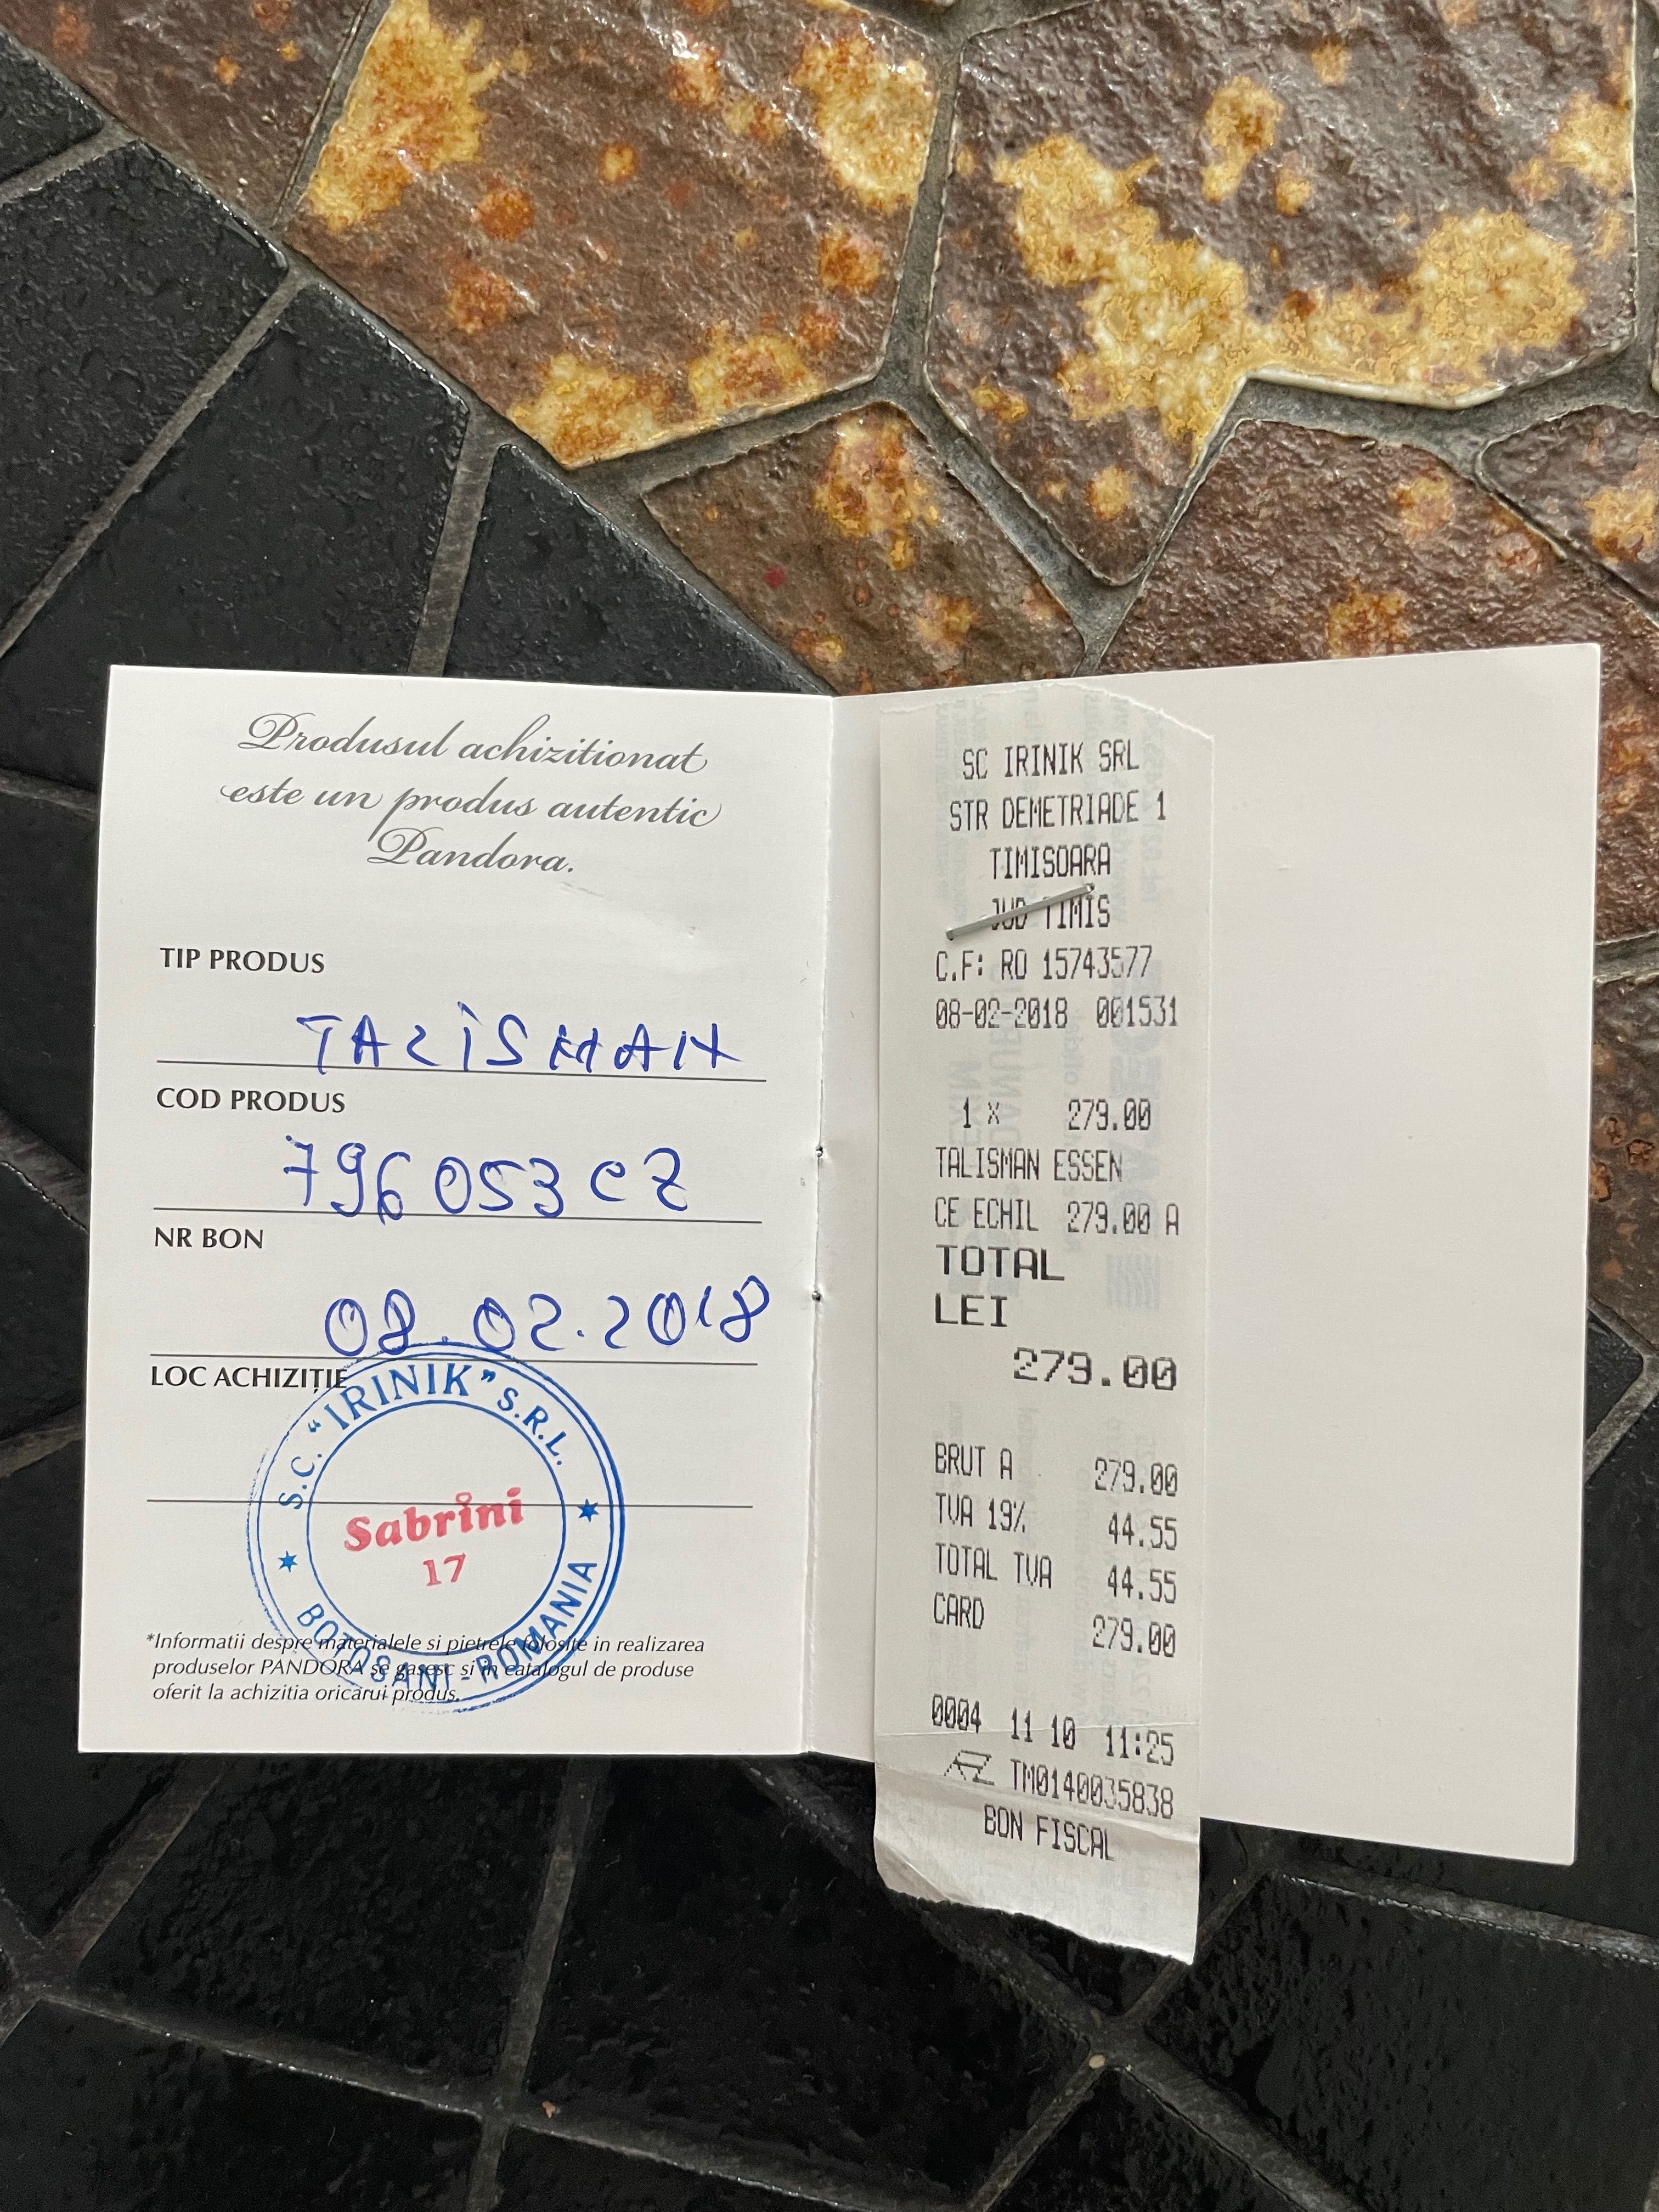 Produsul achizitionat
este un produs autentic
Pandora.
TIP PRODUS
TALISMAN
COD PRODUS
796053CZ
NR BON
08.02.2018
LOC ACHIZIȚIE
S.C. "IRINIK" S.R.L.
Sabrini
17
BOTOSANI - ROMANIA
*Informatii despre materialele si pietrele folosite in realizarea
produselor PANDORA se gasesc si in catalogul de produse
oferit la achizitia oricarui produs.
SC IRINIK SRL
STR DEMETRIADE 1
TIMISOARA
JUD TIMIS
C.F: RO 15743577
08-02-2018 001531
1 X 279.00
TALISMAN ESSEN
CE ECHIL 279.00 A
TOTAL
LEI
279.00
BRUT A 279.00
TVA 19% 44.55
TOTAL TVA 44.55
CARD 279.00
0004 11 10 11:25
TM0140035838
BON FISCAL